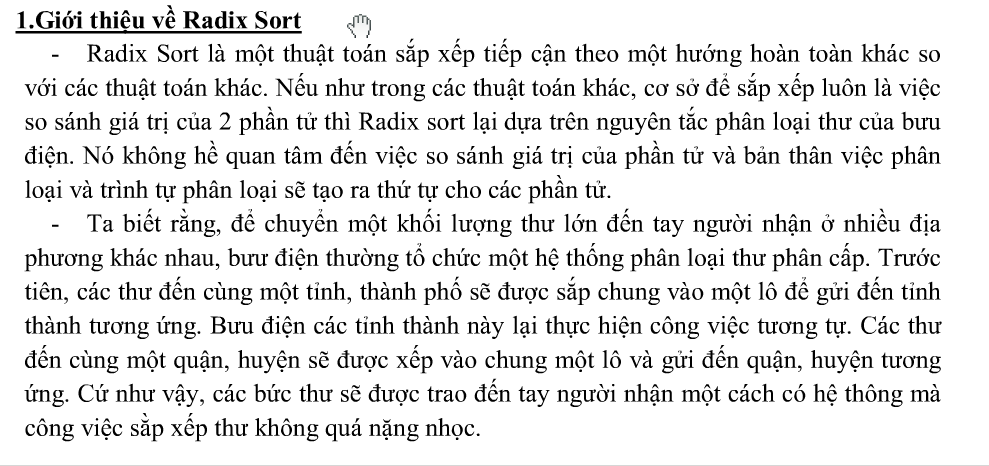 1.Giới thiệu về Radix Sort
- Radix Sort là một thuật toán sắp xếp tiếp cận theo một hướng hoàn toàn khác so
với các thuật toán khác. Nếu như trong các thuật toán khác, cơ sở để sắp xếp luôn là việc
so sánh giá trị của 2 phần tử thì Radix sort lại dựa trên nguyên tắc phân loại thư của bưu
điện. Nó không hề quan tâm đến việc so sánh giá trị của phần tử và bản thân việc phân
loại và trình tự phân loại sẽ tạo ra thứ tự cho các phần tử.
- Ta biết rằng, để chuyển một khối lượng thư lớn đến tay người nhận ở nhiều địa
phương khác nhau, bưu điện thường tổ chức một hệ thống phân loại thư phân cấp. Trước
tiên, các thư đến cùng một tỉnh, thành phố sẽ được sắp chung vào một lô để gửi đến tỉnh
thành tương ứng. Bưu điện các tỉnh thành này lại thực hiện công việc tương tự. Các thư
đến cùng một quận, huyện sẽ được xếp vào chung một lô và gửi đến quận, huyện tương
ứng. Cứ như vậy, các bức thư sẽ được trao đến tay người nhận một cách có hệ thông mà
công việc sằp xếp thư không quá nặng nhọc.